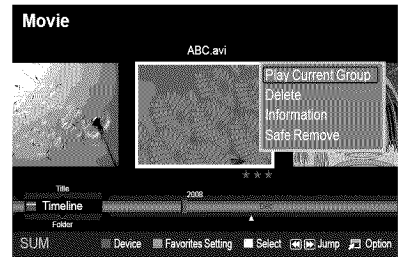 Movie
ABC.avi
Play Current Group
Delete
Information
Safe Remove
Title
2008
Timeline
Folder
SUM
Device
Favorites Setting
Select
Jump
Option